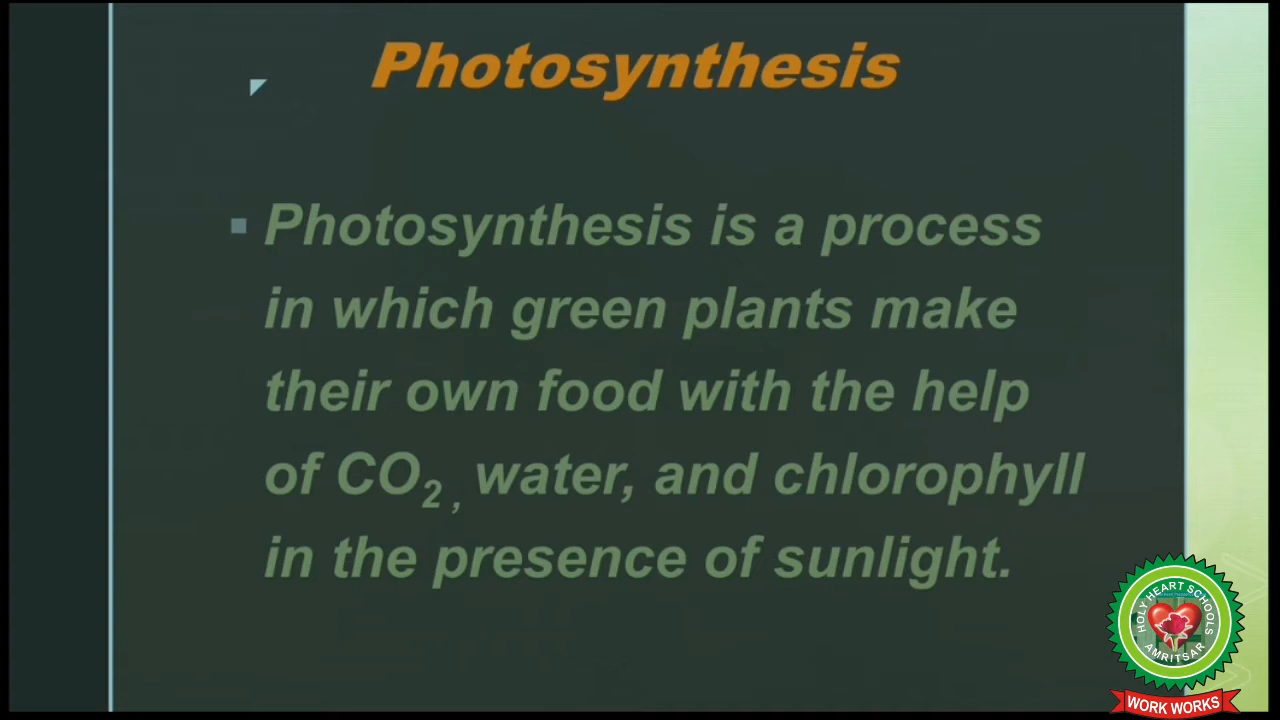 Photosynthesis
Photosynthesis is a process
in which green plants make
their own food with the help
of CO₂ , water, and chlorophyll
in the presence of sunlight.
HOLY HEART SCHOOLS
AMRITSAR
WORK WORKS